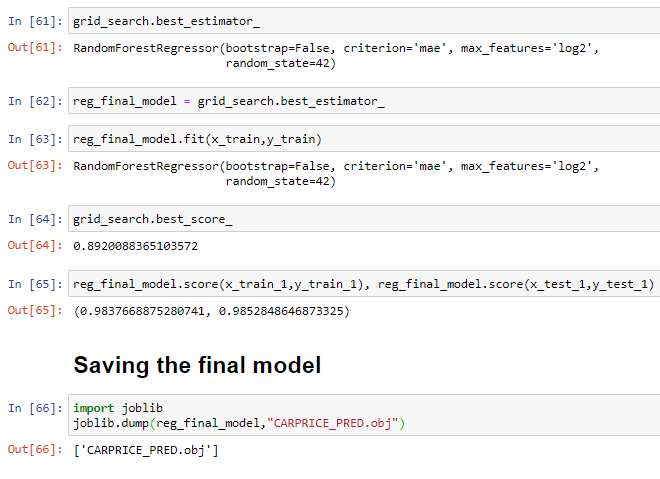 In [61]: grid_search.best_estimator_
Out[61]: RandomForestRegressor(bootstrap=False, criterion='mae', max_features='log2',
random_state=42)
In [62]: reg_final_model = grid_search.best_estimator_
In [63]: reg_final_model.fit(x_train,y_train)
Out[63]: RandomForestRegressor(bootstrap=False, criterion='mae', max_features='log2',
random_state=42)
In [64]: grid_search.best_score_
Out[64]: 0.8920088365103572
In [65]: reg_final_model.score(x_train_1,y_train_1), reg_final_model.score(x_test_1,y_test_1)
Out[65]: (0.9837668875280741, 0.9852848646873325)
Saving the final model
In [66]: import joblib
joblib.dump(reg_final_model,"CARPRICE_PRED.obj")
Out[66]: ['CARPRICE_PRED.obj']